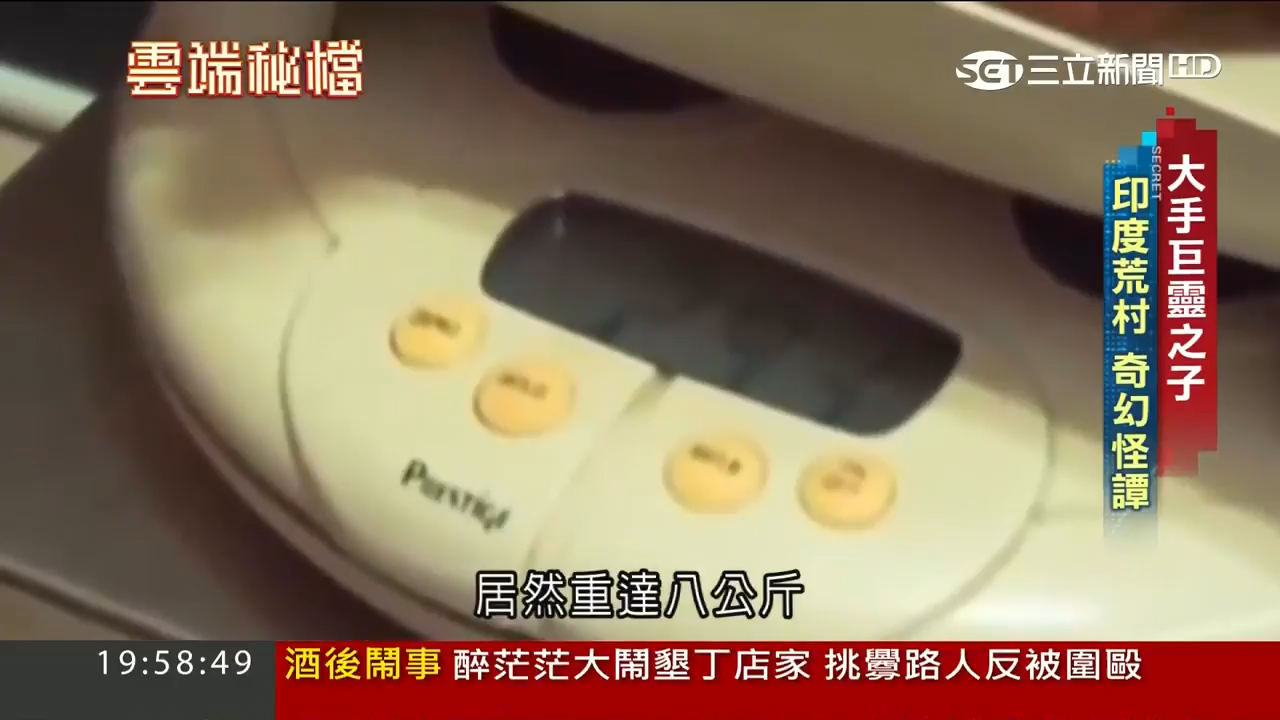 雲端秘檔
SET三立新聞HD
SECRET
大手巨靈之子
印度荒村 奇幻怪譚
PRESTIGE
居然重達八公斤
19:58:49
酒後鬧事 醉茫茫大鬧墾丁店家 挑釁路人反被圍毆